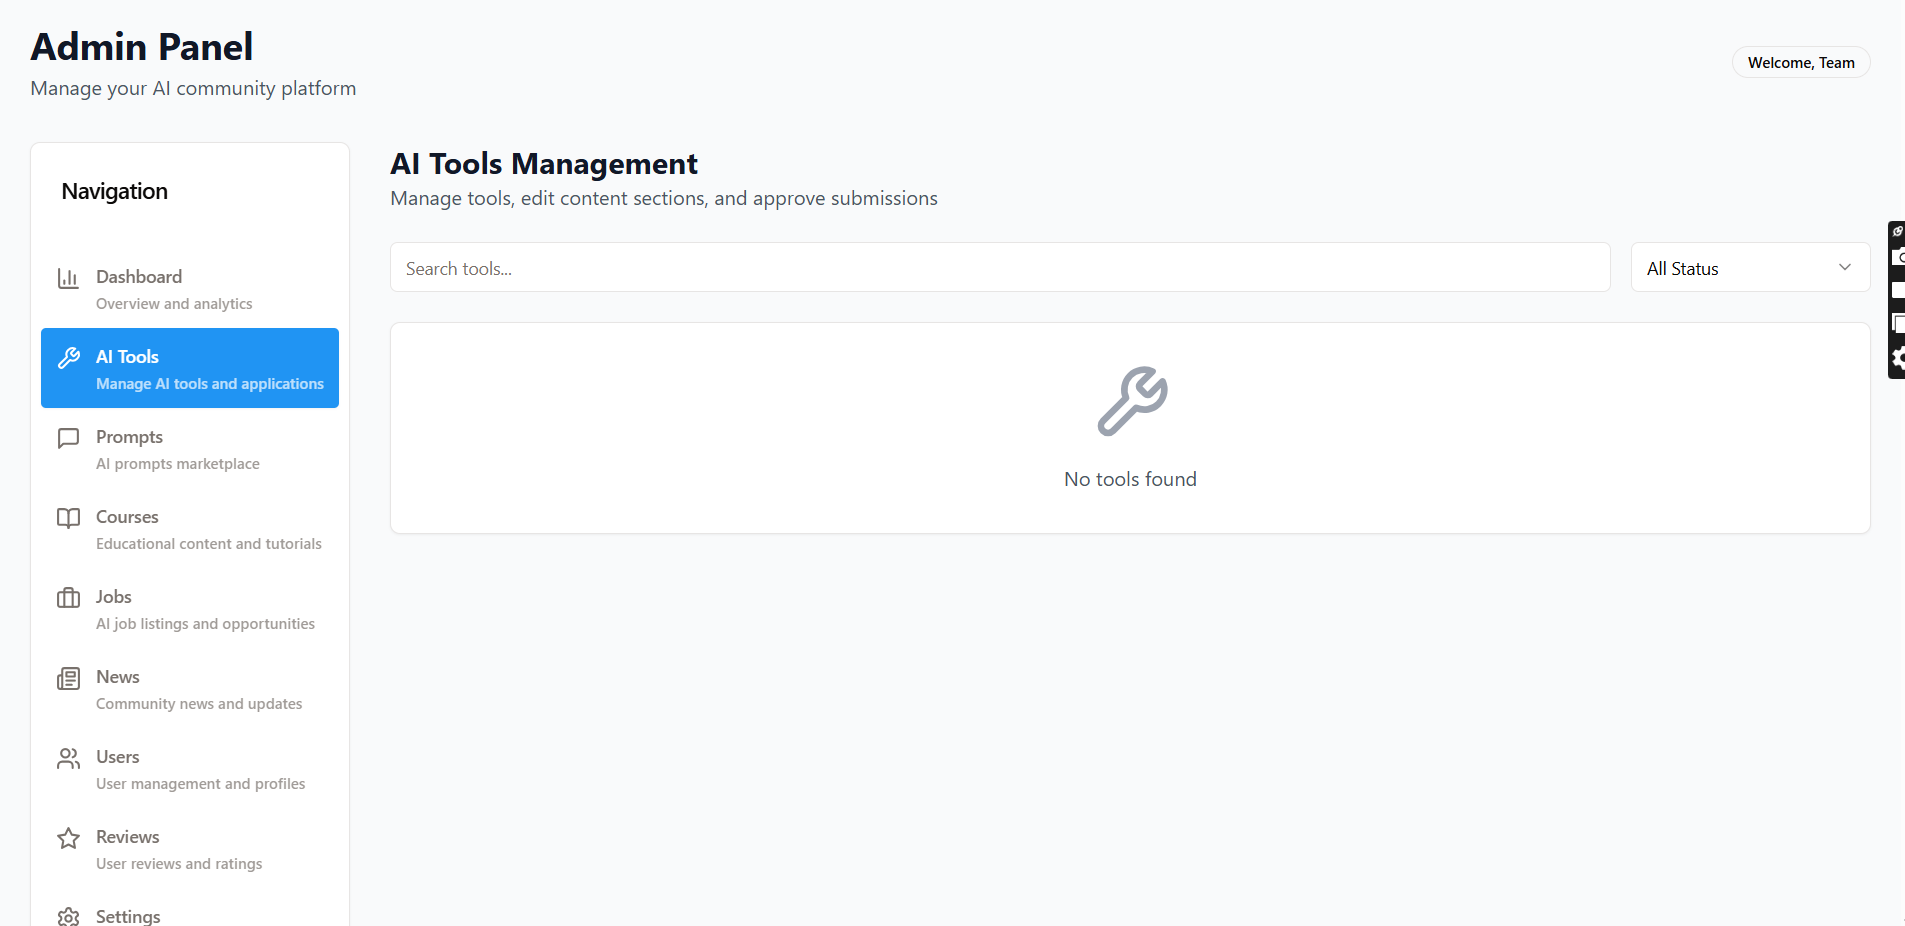 Admin Panel
Manage your AI community platform
Welcome, Team
Navigation
Dashboard
Overview and analytics
AI Tools
Manage AI tools and applications
Prompts
AI prompts marketplace
Courses
Educational content and tutorials
Jobs
AI job listings and opportunities
News
Community news and updates
Users
User management and profiles
Reviews
User reviews and ratings
Settings
AI Tools Management
Manage tools, edit content sections, and approve submissions
Search tools...
All Status
No tools found